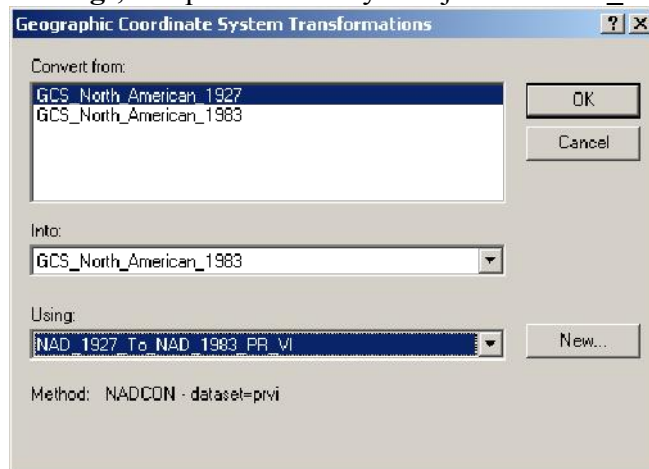 Geographic Coordinate System Transformations
Convert from:
GCS_North_American_1927
GCS_North_American_1983
OK
Cancel
Into:
GCS_North_American_1983
Using:
NAD_1927_To_NAD_1983_PR_VI
New...
Method: NADCON - dataset=prvi